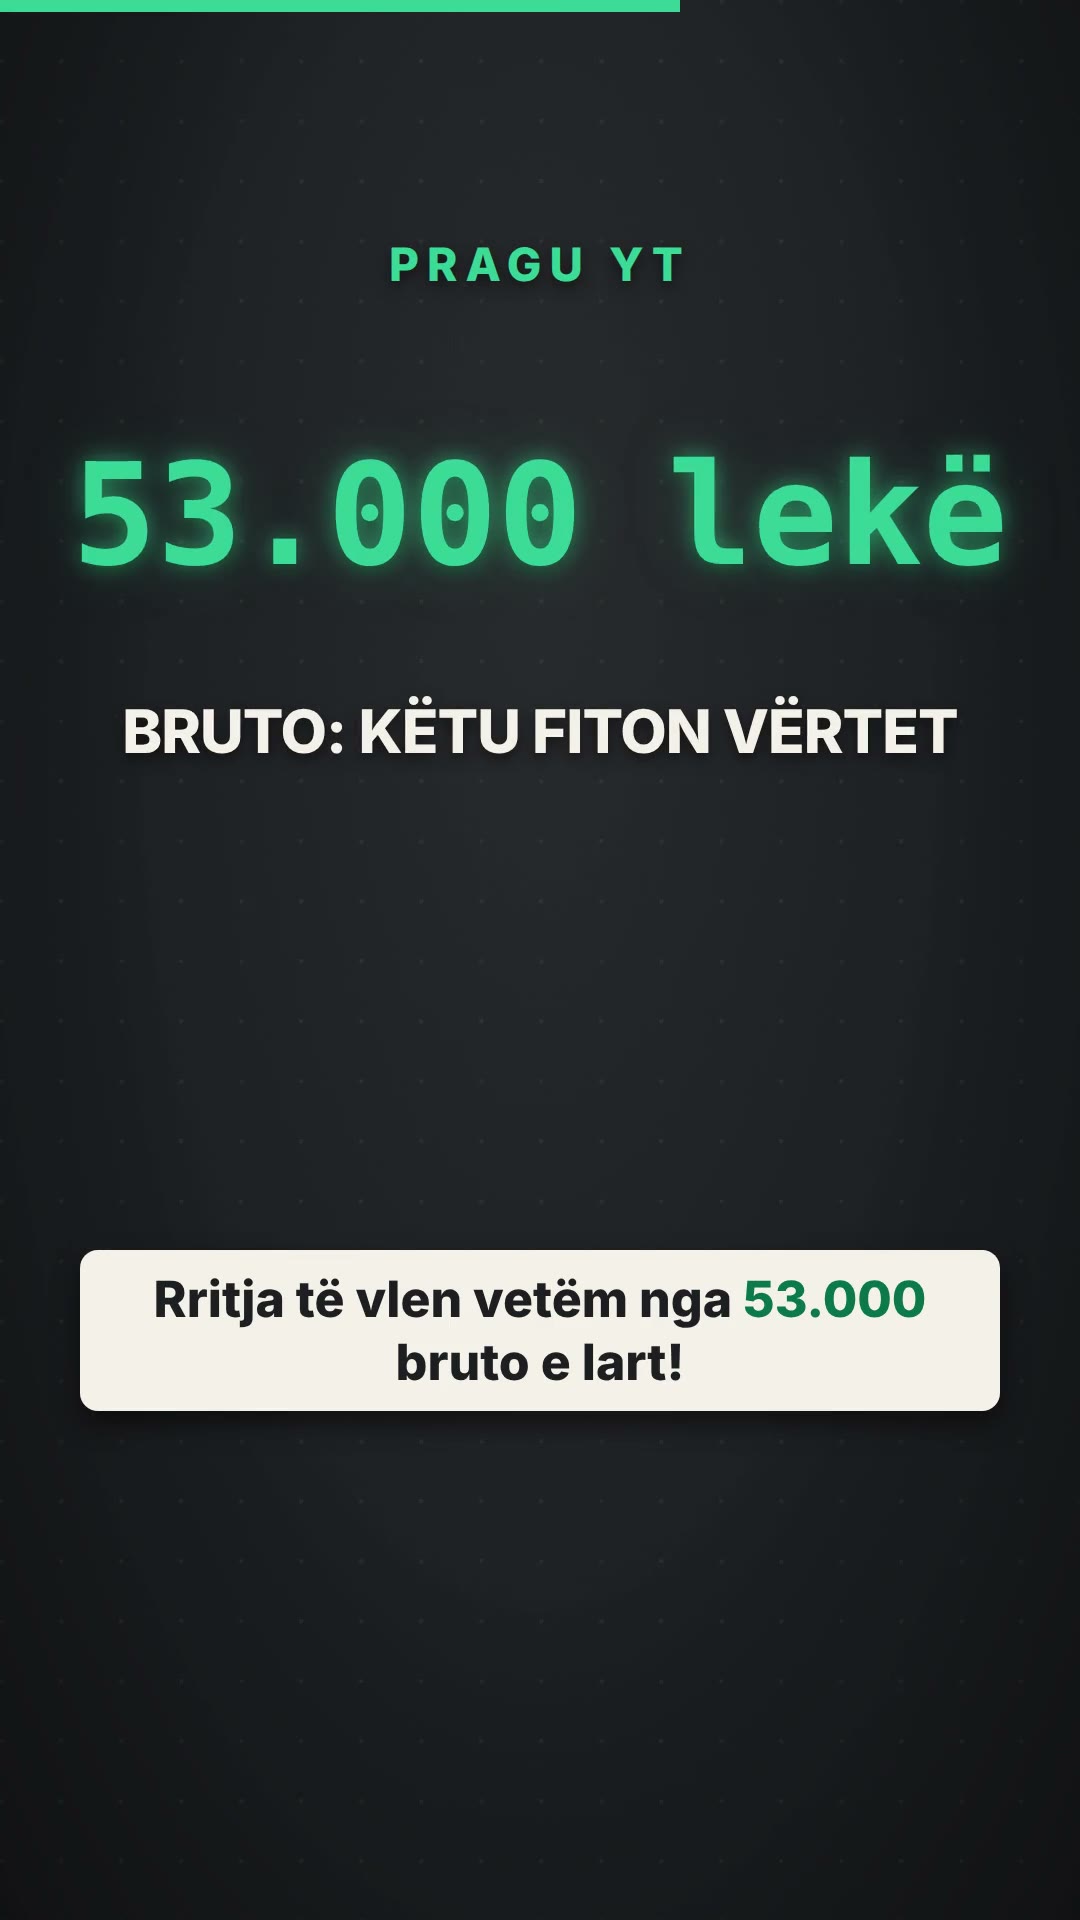 PRAGU YT
53.000 lekë
BRUTO: KËTU FITON VËRTET
Rritja të vlen vetëm nga 53.000
bruto e lart!